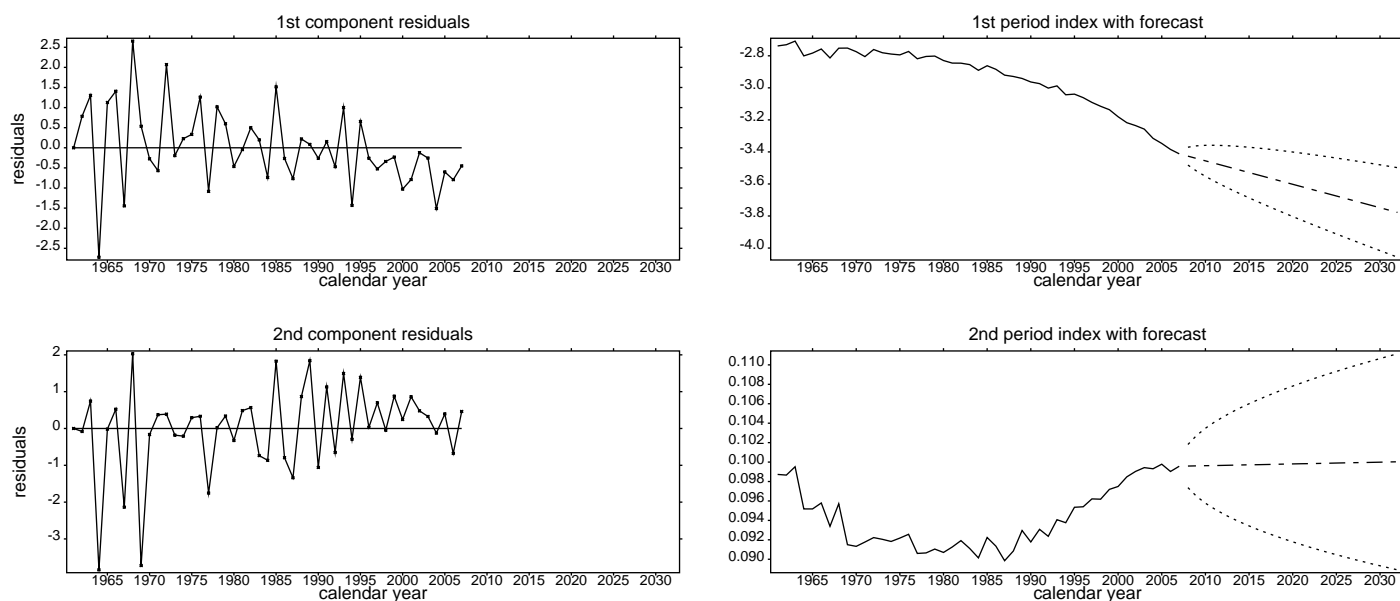 1st component residuals
2.5
2.0
1.5
1.0
0.5
0.0
-0.5
-1.0
-1.5
-2.0
-2.5
residuals
1965 1970 1975 1980 1985 1990 1995 2000 2005 2010 2015 2020 2025 2030
calendar year
1st period index with forecast
-2.8
-3.0
-3.2
-3.4
-3.6
-3.8
-4.0
1965 1970 1975 1980 1985 1990 1995 2000 2005 2010 2015 2020 2025 2030
calendar year
2nd component residuals
2
1
0
-1
-2
-3
residuals
1965 1970 1975 1980 1985 1990 1995 2000 2005 2010 2015 2020 2025 2030
calendar year
2nd period index with forecast
0.110
0.108
0.106
0.104
0.102
0.100
0.098
0.096
0.094
0.092
0.090
1965 1970 1975 1980 1985 1990 1995 2000 2005 2010 2015 2020 2025 2030
calendar year